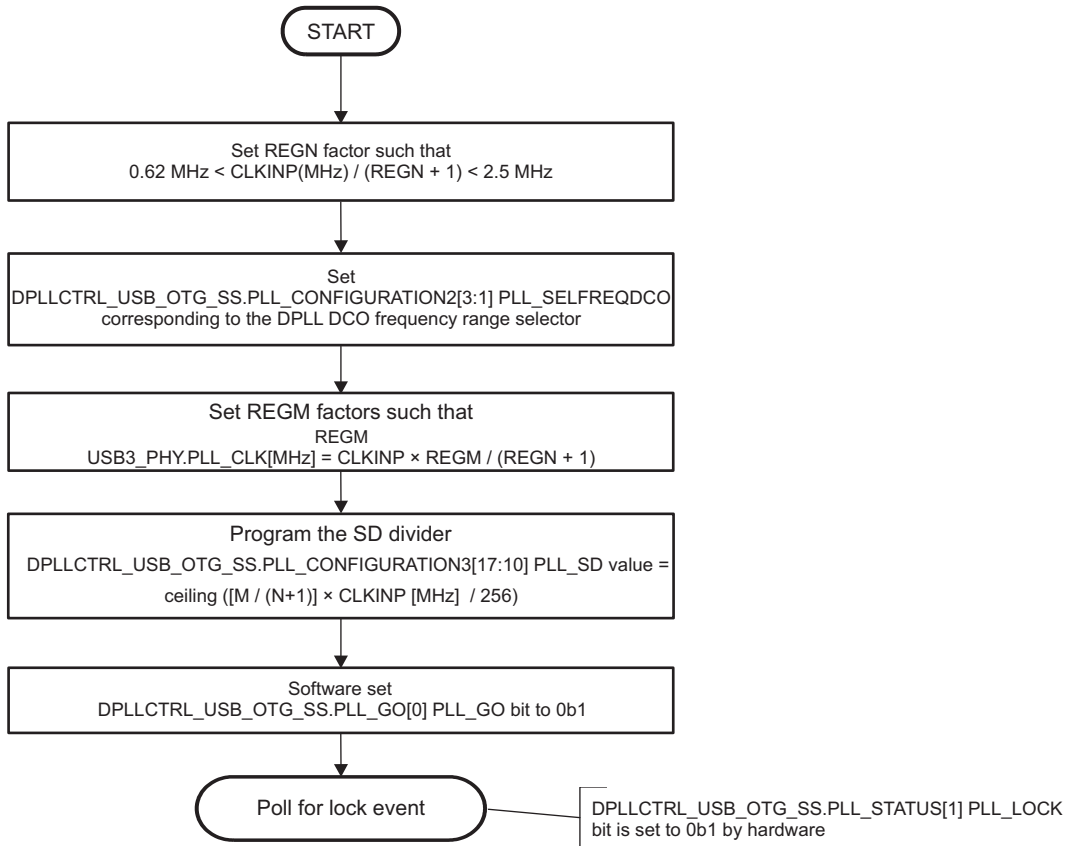 START
Set REGN factor such that
0.62 MHz < CLKINP(MHz) / (REGN + 1) < 2.5 MHz
Set
DPLLCTRL_USB_OTG_SS.PLL_CONFIGURATION2[3:1] PLL_SELFREQDCO
corresponding to the DPLL DCO frequency range selector
Set REGM factors such that
REGM
USB3_PHY.PLL_CLK[MHz] = CLKINP × REGM / (REGN + 1)
Program the SD divider
DPLLCTRL_USB_OTG_SS.PLL_CONFIGURATION3[17:10] PLL_SD value =
ceiling ([M / (N+1)] × CLKINP [MHz] / 256)
Software set
DPLLCTRL_USB_OTG_SS.PLL_GO[0] PLL_GO bit to 0b1
Poll for lock event
DPLLCTRL_USB_OTG_SS.PLL_STATUS[1] PLL_LOCK
bit is set to 0b1 by hardware